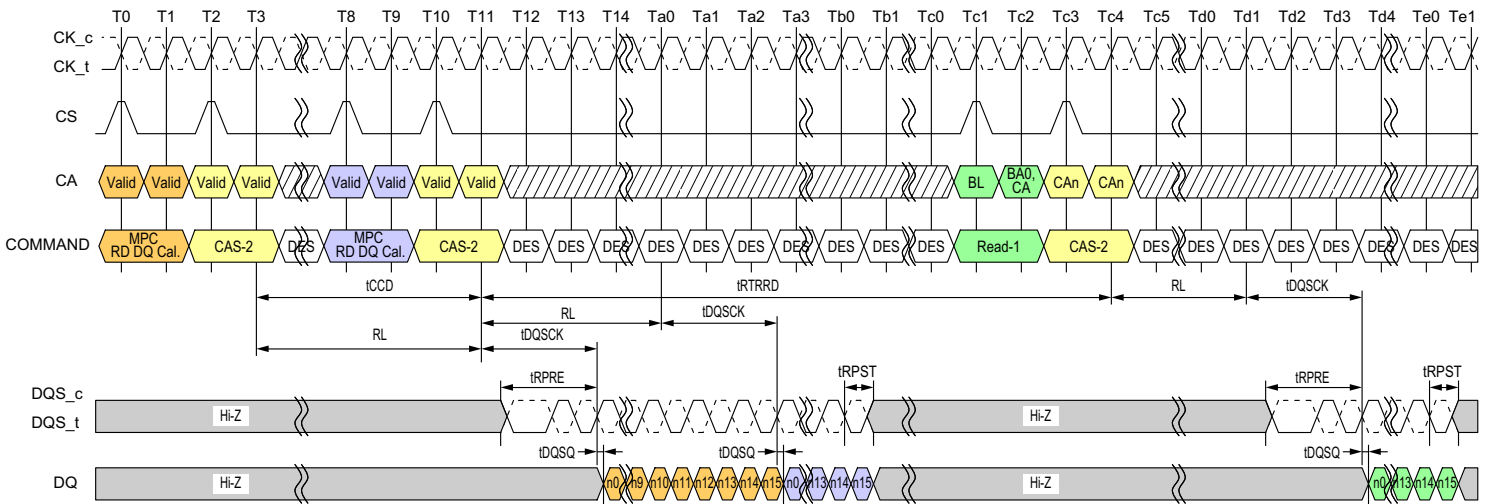 T0 T1 T2 T3 T8 T9 T10 T11 T12 T13 T14 Ta0 Ta1 Ta2 Ta3 Tb0 Tb1 Tc0 Tc1 Tc2 Tc3 Tc4 Tc5 Td0 Td1 Td2 Td3 Td4 Te0 Te1
CK_c
CK_t
CS
CA Valid Valid Valid Valid Valid Valid Valid Valid BL BA0, CA CAn CAn
COMMAND MPC RD DQ Cal. CAS-2 DES MPC RD DQ Cal. CAS-2 DES DES DES DES DES DES DES DES DES DES Read-1 CAS-2 DES DES DES DES DES DES DES DES
tCCD tRTRRD RL tDQSCK
RL tDQSCK
RL tDQSCK
tRPRE tRPST tRPRE tRPST
DQS_c
DQS_t Hi-Z Hi-Z
tDQSQ tDQSQ tDQSQ
DQ Hi-Z n0 n9 n10 n11 n12 n13 n14 n15 n0 n13 n14 n15 Hi-Z n0 n13 n14 n15